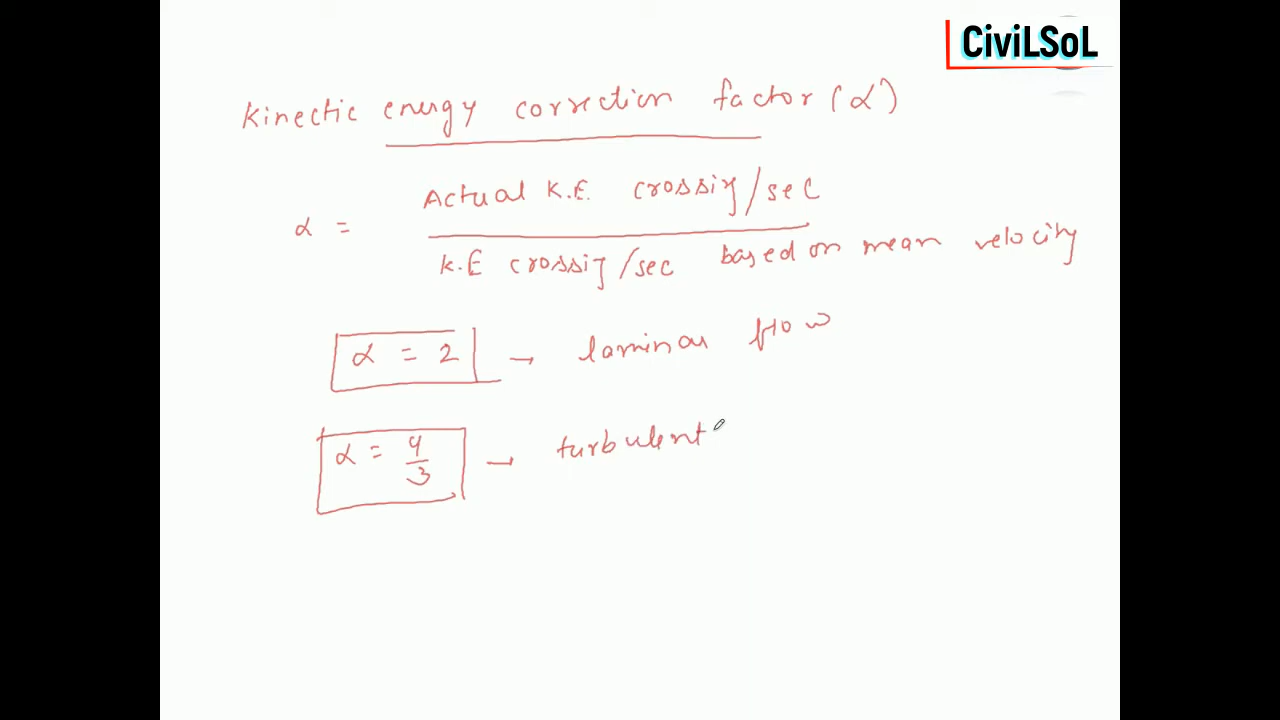 CiviLSoL
Kinectic energy correction factor (α)
α = Actual K.E. crossing/sec
K.E crossing/sec based on mean velocity
α = 2 → laminar flow
α = 4/3 → turbulent